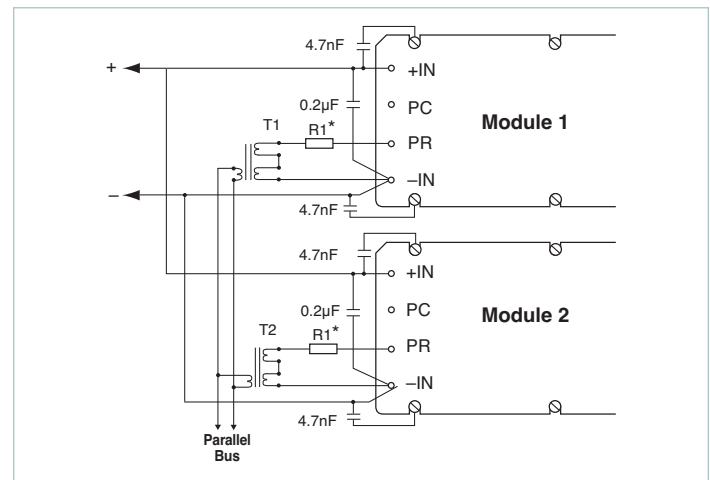 4.7nF
+
+IN
0.2µF
PC
Module 1
T1
R1*
PR
–
–IN
4.7nF
4.7nF
+IN
0.2µF
PC
Module 2
T2
R1*
PR
–IN
4.7nF
Parallel
Bus